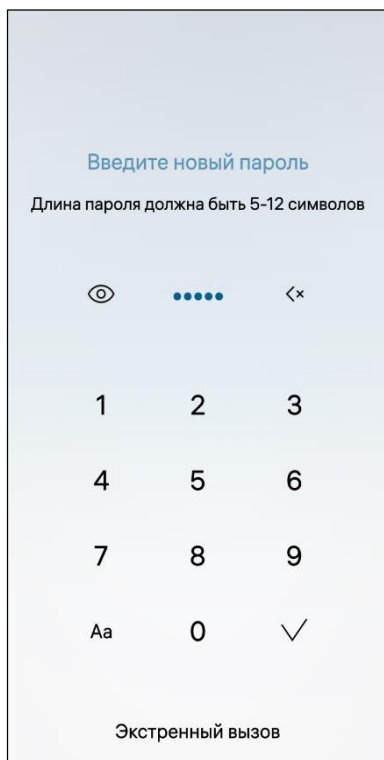 Введите новый пароль
Длина пароля должна быть 5-12 символов
1 2 3
4 5 6
7 8 9
Aa 0
Экстренный вызов